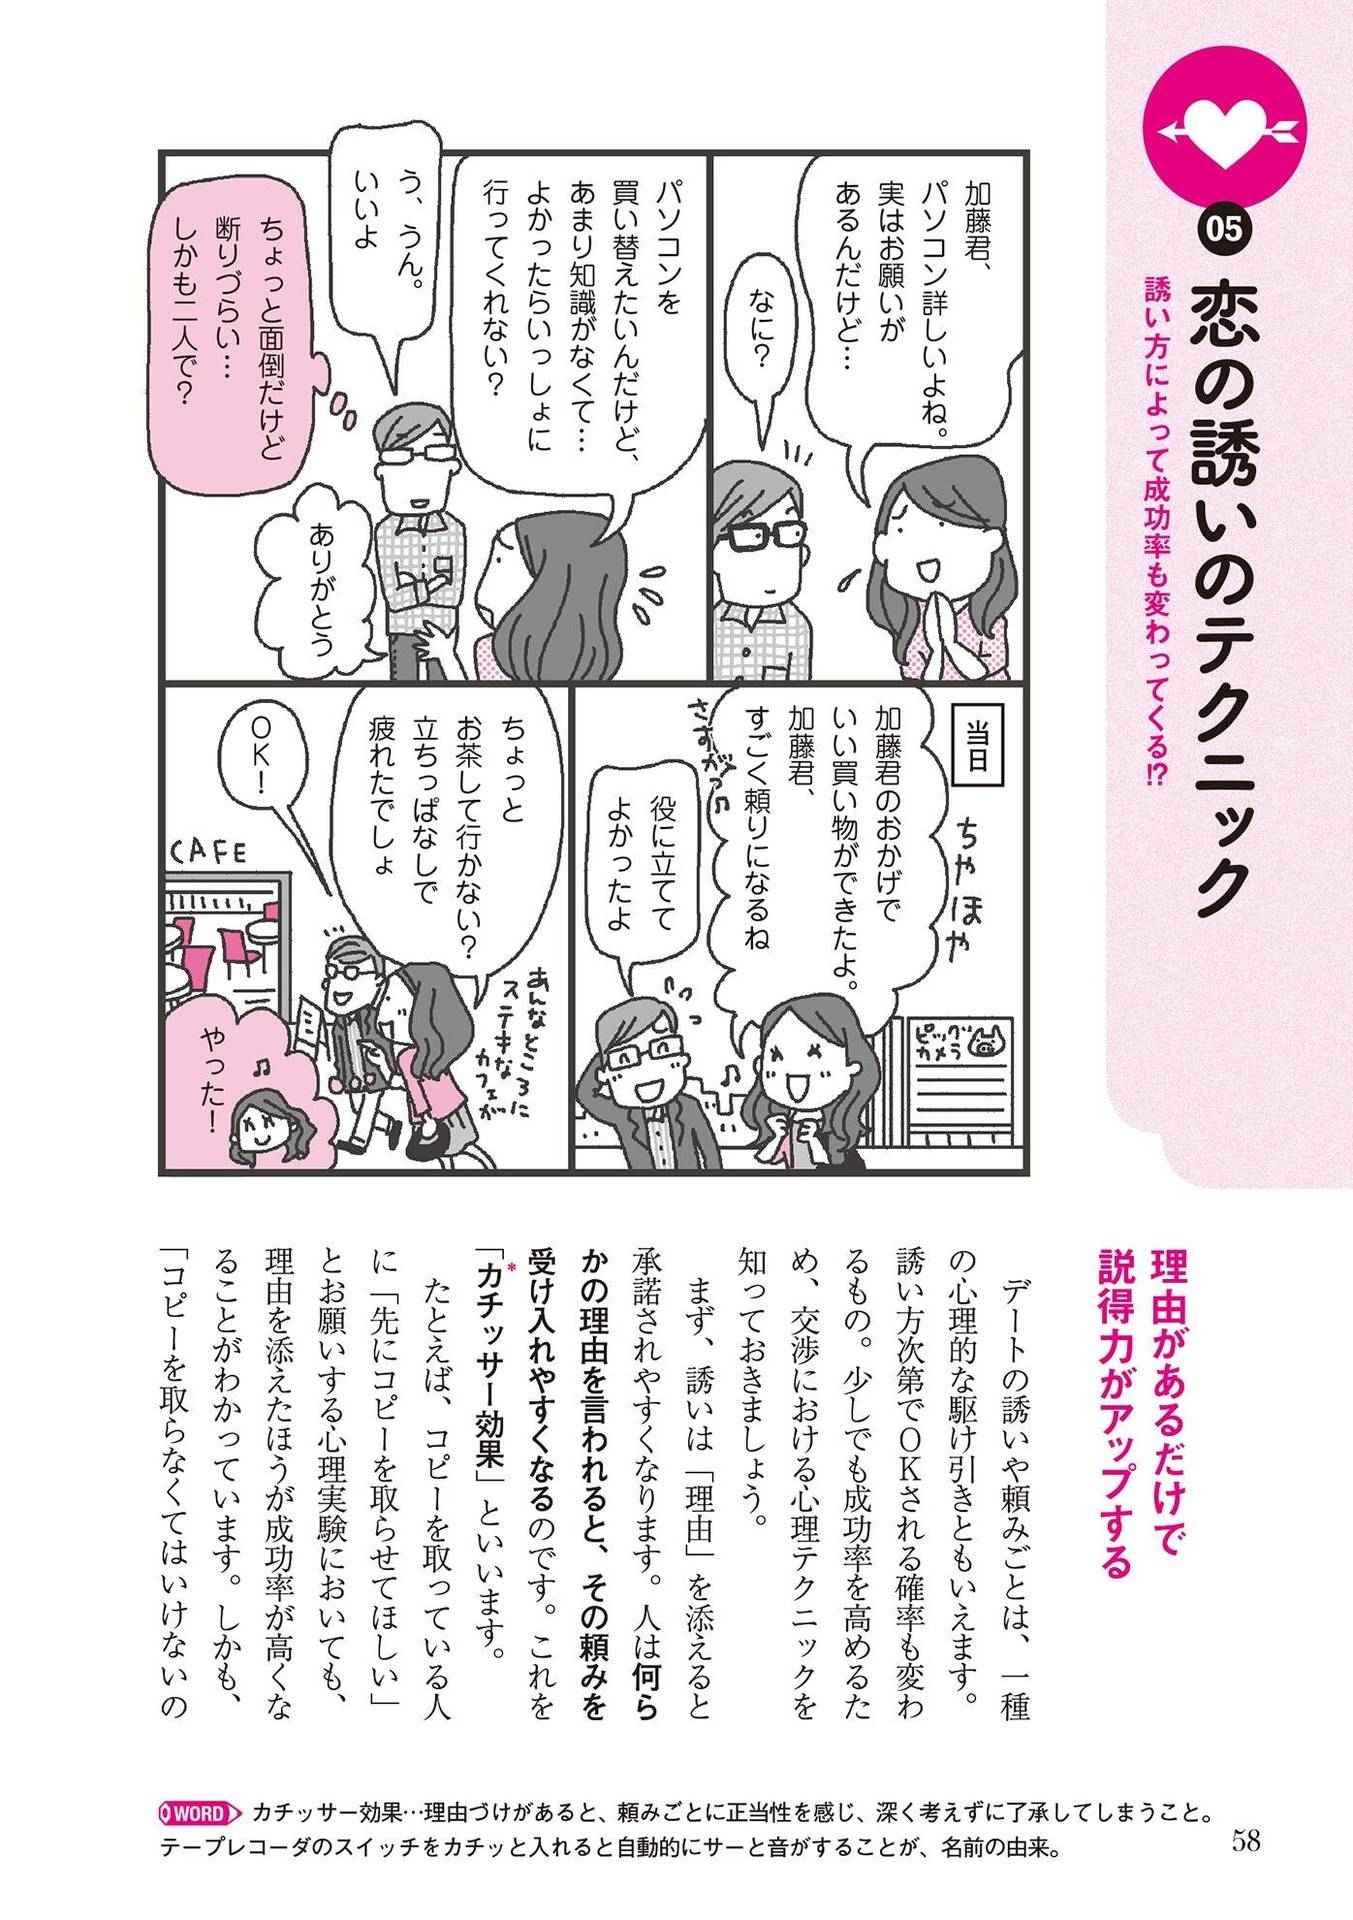 05
恋の誘いのテクニック
誘い方によって成功率も変わってくる!?
加藤君、
パソコン詳しいよね。
実はお願いが
あるんだけど…
なに？
パソコンを
買い替えたいんだけど、
あまり知識がなくて…
よかったらいっしょに
行ってくれない？
う、うん。
いいよ
ちょっと面倒だけど
断りづらい…
しかも二人で？
ありがとう
当日
ちやほや
加藤君のおかげで
いい買い物ができたよ。
加藤君、
すごく頼りになるね
さすがっ♫
役に立てて
よかったよ
ピッグ
カメラ
ちょっと
お茶して行かない？
立ちっぱなしで
疲れたでしょ
あんなところに
ステキな
カフェが
OK！
CAFE
やった！
理由があるだけで
説得力がアップする
デートの誘いや頼みごとは、一種
の心理的な駆け引きともいえます。
誘い方次第でOKされる確率も変わ
るもの。少しでも成功率を高めるた
め、交渉における心理テクニックを
知っておきましょう。
まず、誘いは「理由」を添えると
承諾されやすくなります。人は何ら
かの理由を言われると、その頼みを
受け入れやすくなるのです。これを
「カチッサー効果*」といいます。
たとえば、コピーを取っている人
に「先にコピーを取らせてほしい」
とお願いする心理実験においても、
理由を添えたほうが成功率が高くな
ることがわかっています。しかも、
「コピーを取らなくてはいけないの
WORD カチッサー効果…理由づけがあると、頼みごとに正当性を感じ、深く考えずに了承してしまうこと。
テープレコーダのスイッチをカチッと入れると自動的にサーと音がすることが、名前の由来。
58